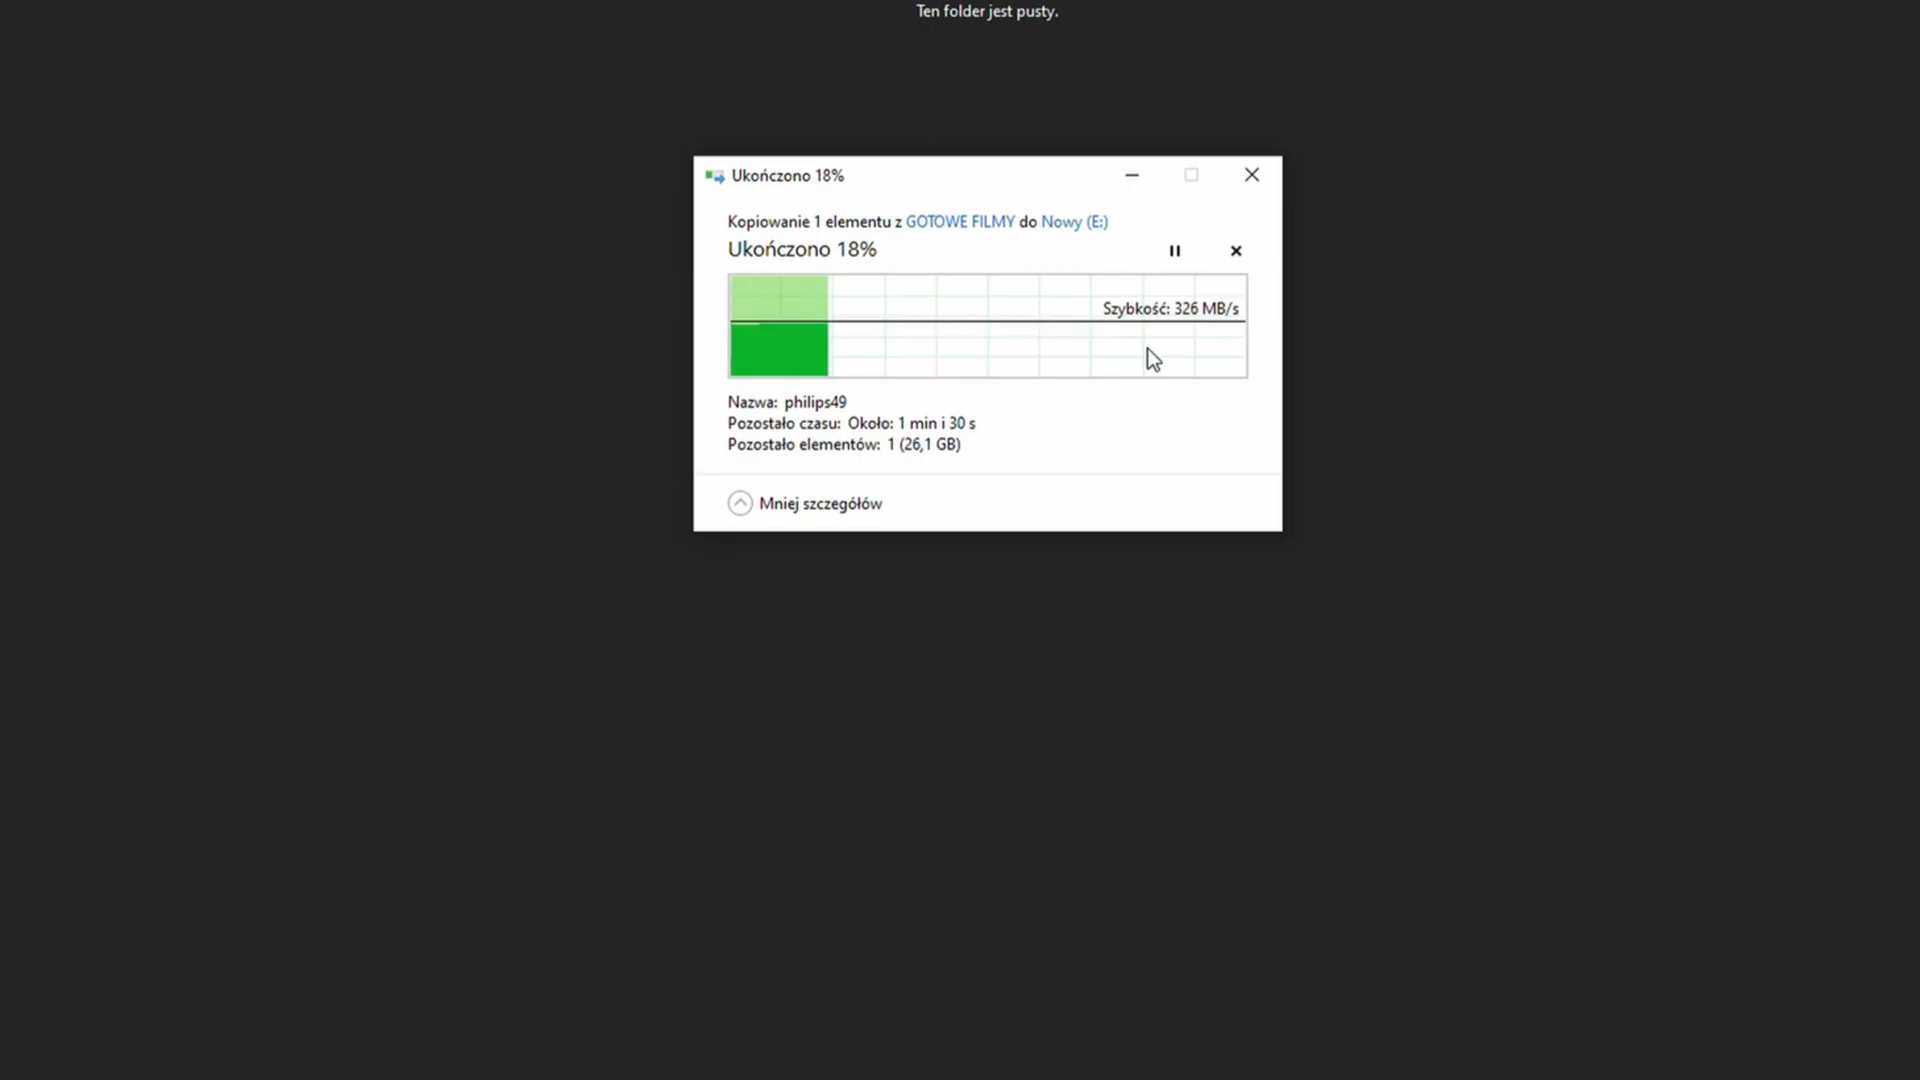 Ten folder jest pusty.
Ukończono 18%
Kopiowanie 1 elementu z GOTOWE FILMY do Nowy (E:)
Ukończono 18%
Szybkość: 326 MB/s
Nazwa: philips49
Pozostało czasu: Około: 1 min i 30 s
Pozostało elementów: 1 (26,1 GB)
Mniej szczegółów